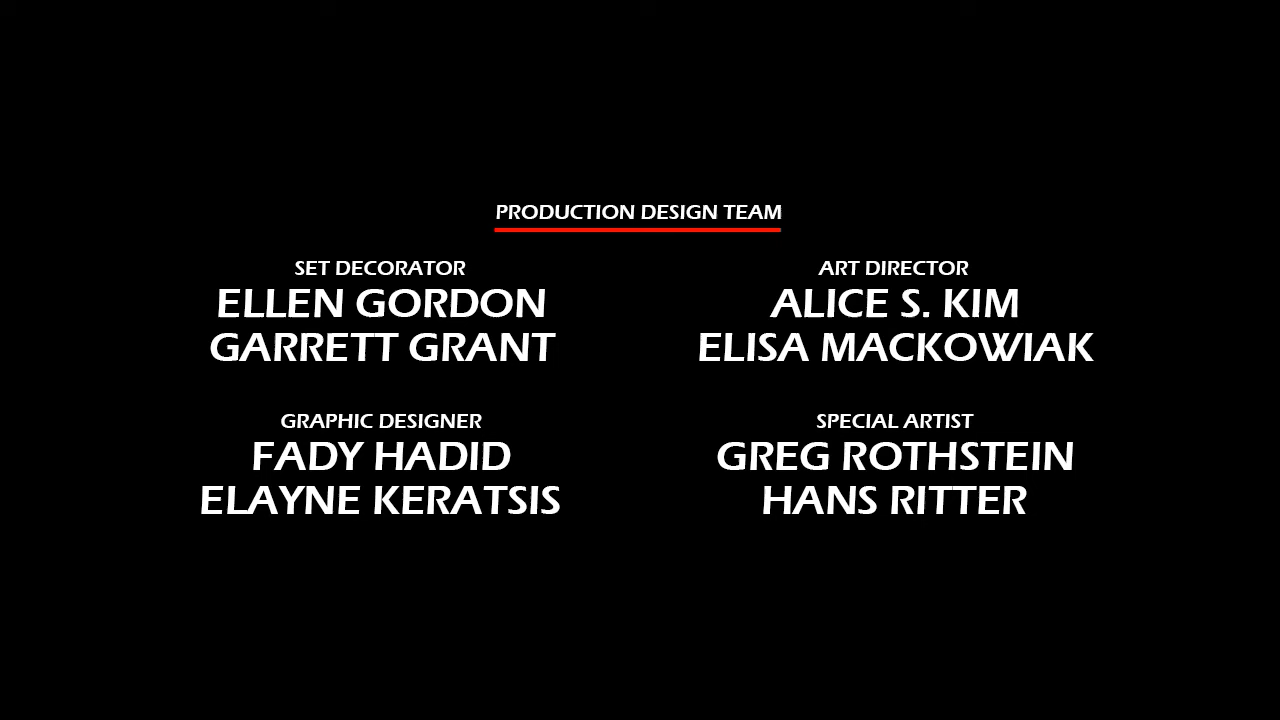 PRODUCTION DESIGN TEAM
SET DECORATOR
ELLEN GORDON
GARRETT GRANT
ART DIRECTOR
ALICE S. KIM
ELISA MACKOWIAK
GRAPHIC DESIGNER
FADY HADID
ELAYNE KERATSIS
SPECIAL ARTIST
GREG ROTHSTEIN
HANS RITTER